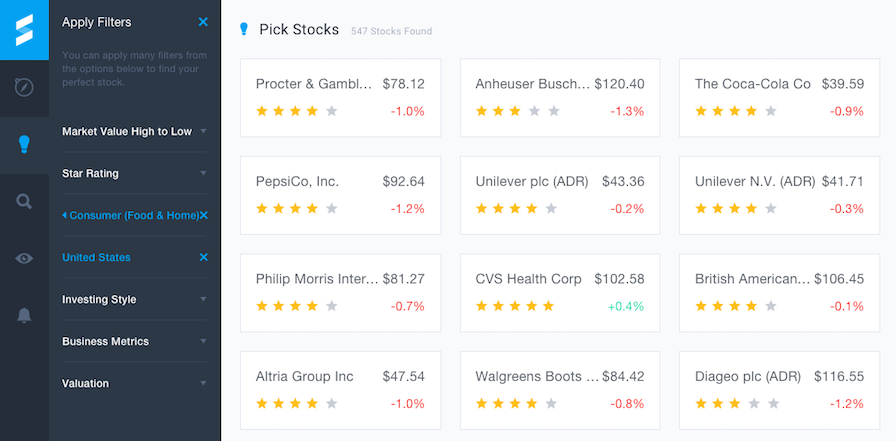 Apply Filters
You can apply many filters from
the options below to find your
perfect stock.
Market Value High to Low
Star Rating
Consumer (Food & Home)
United States
Investing Style
Business Metrics
Valuation
Pick Stocks 547 Stocks Found
Procter & Gambl... $78.12
-1.0%
Anheuser Busch... $120.40
-1.3%
The Coca-Cola Co $39.59
-0.9%
PepsiCo, Inc. $92.64
-1.2%
Unilever plc (ADR) $43.36
-0.2%
Unilever N.V. (ADR) $41.71
-0.3%
Philip Morris Inter... $81.27
-0.7%
CVS Health Corp $102.58
+0.4%
British American... $106.45
-0.1%
Altria Group Inc $47.54
-1.0%
Walgreens Boots ... $84.42
-0.8%
Diageo plc (ADR) $116.55
-1.2%